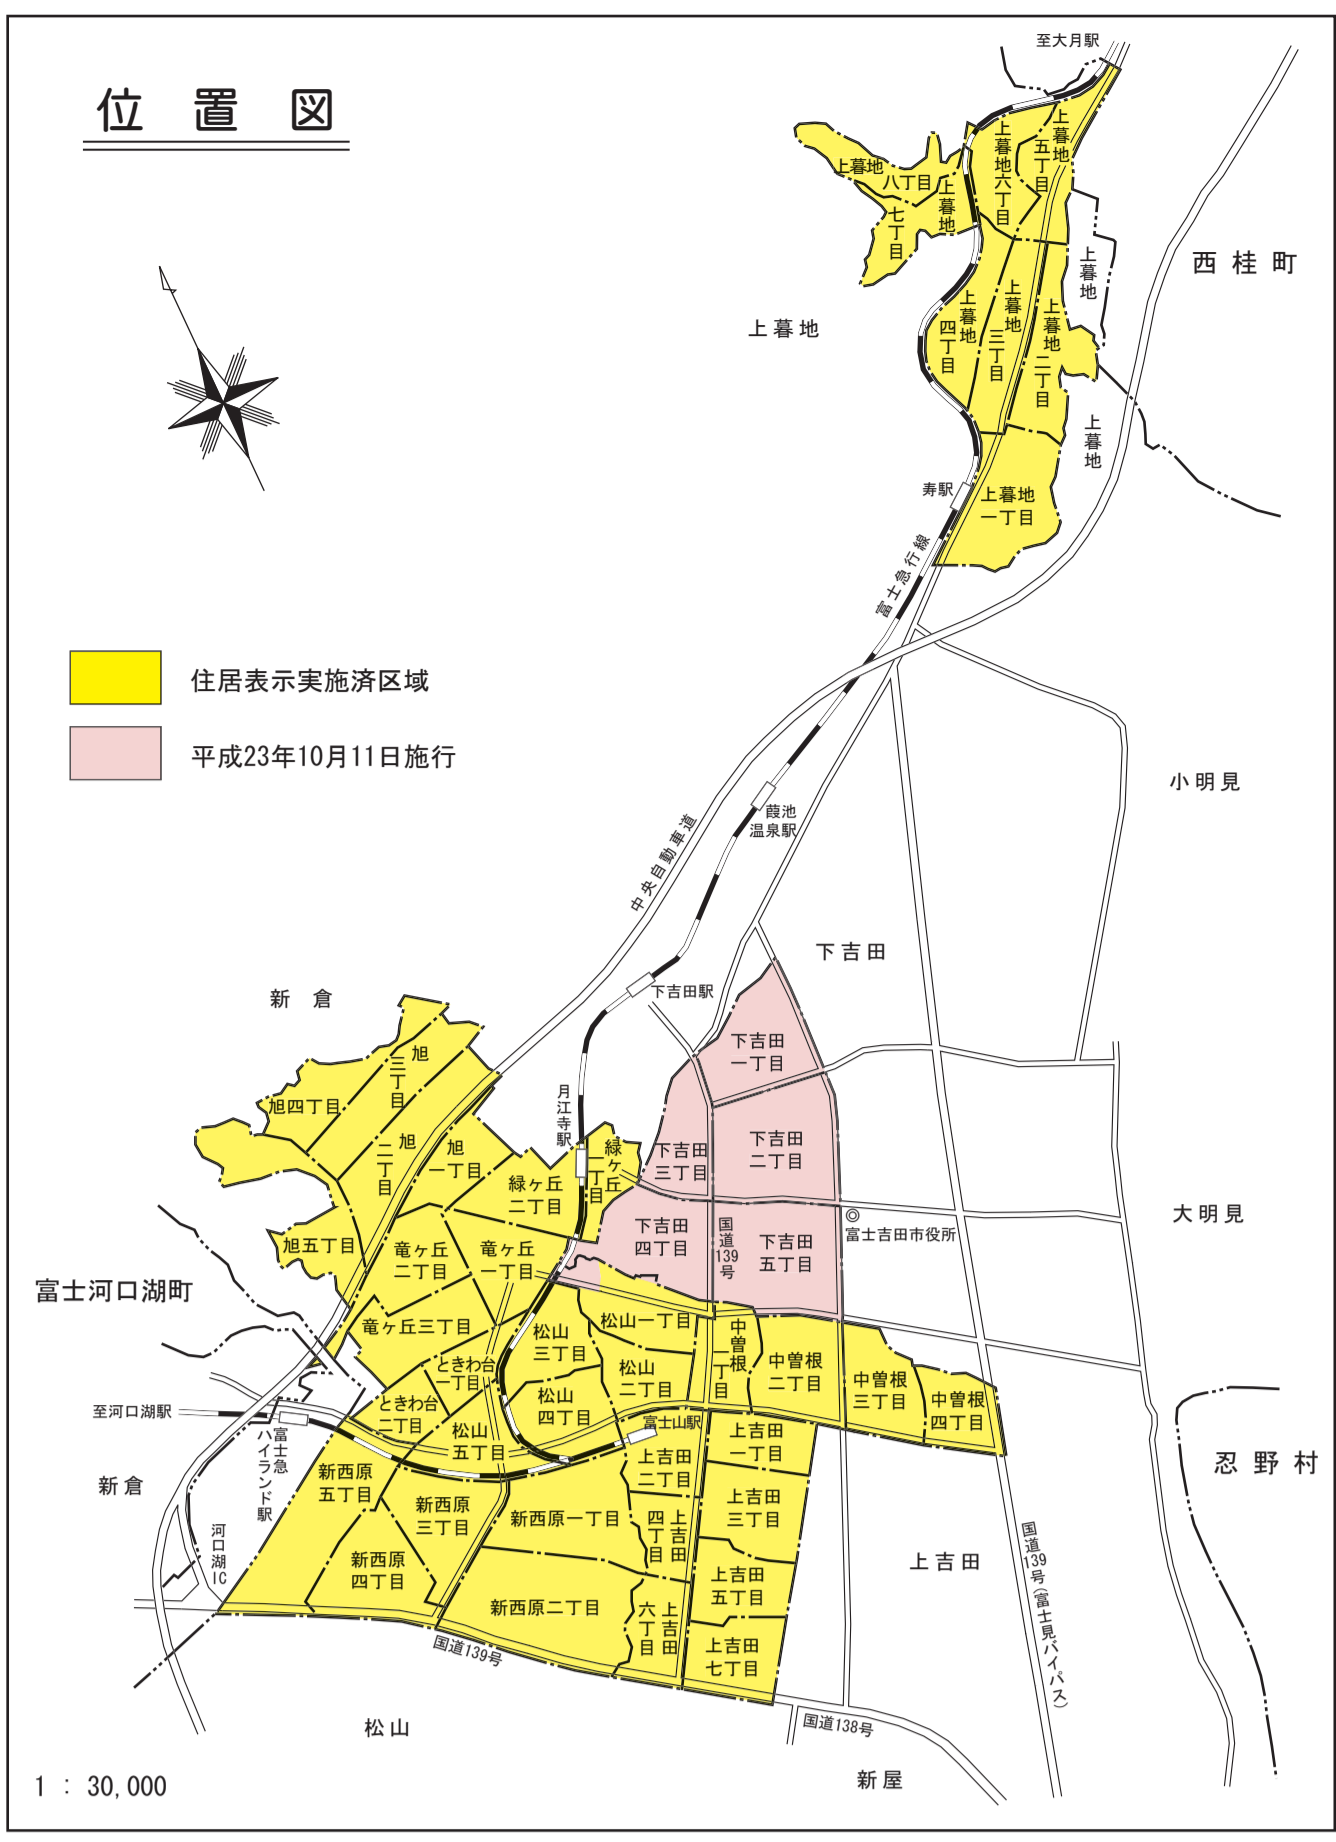 位置図
至大月駅
上暮地
五丁目
上暮地六丁目
上暮地
八丁目
上暮地
七丁目
上暮地
西桂町
上暮地
上暮地
四丁目
上暮地
三丁目
上暮地
二丁目
上暮地
寿駅
上暮地
一丁目
富士急行線
住居表示実施済区域
平成23年10月11日施行
小明見
葭池
温泉駅
中央自動車道
下吉田
下吉田駅
新倉
下吉田
一丁目
旭
三丁目
旭四丁目
月江寺駅
旭
二丁目
旭
一丁目
緑ヶ丘
一丁目
緑ヶ丘
二丁目
下吉田
二丁目
下吉田
三丁目
大明見
富士吉田市役所
下吉田
四丁目
国道139号
下吉田
五丁目
旭五丁目
竜ヶ丘
二丁目
竜ヶ丘
一丁目
富士河口湖町
竜ヶ丘三丁目
松山
三丁目
松山一丁目
中曽根
一丁目
中曽根
二丁目
ときわ台
一丁目
松山
二丁目
中曽根
三丁目
中曽根
四丁目
ときわ台
二丁目
松山
四丁目
至河口湖駅
富士山駅
松山
五丁目
上吉田
一丁目
富士急
ハイランド駅
忍野村
上吉田
二丁目
新倉
新西原
五丁目
新西原
三丁目
新西原一丁目
上吉田
四丁目
上吉田
三丁目
河口湖IC
新西原
四丁目
上吉田
国道139号(富士見バイパス)
上吉田
五丁目
新西原二丁目
上吉田
六丁目
上吉田
七丁目
国道139号
松山
国道138号
新屋
1 : 30,000